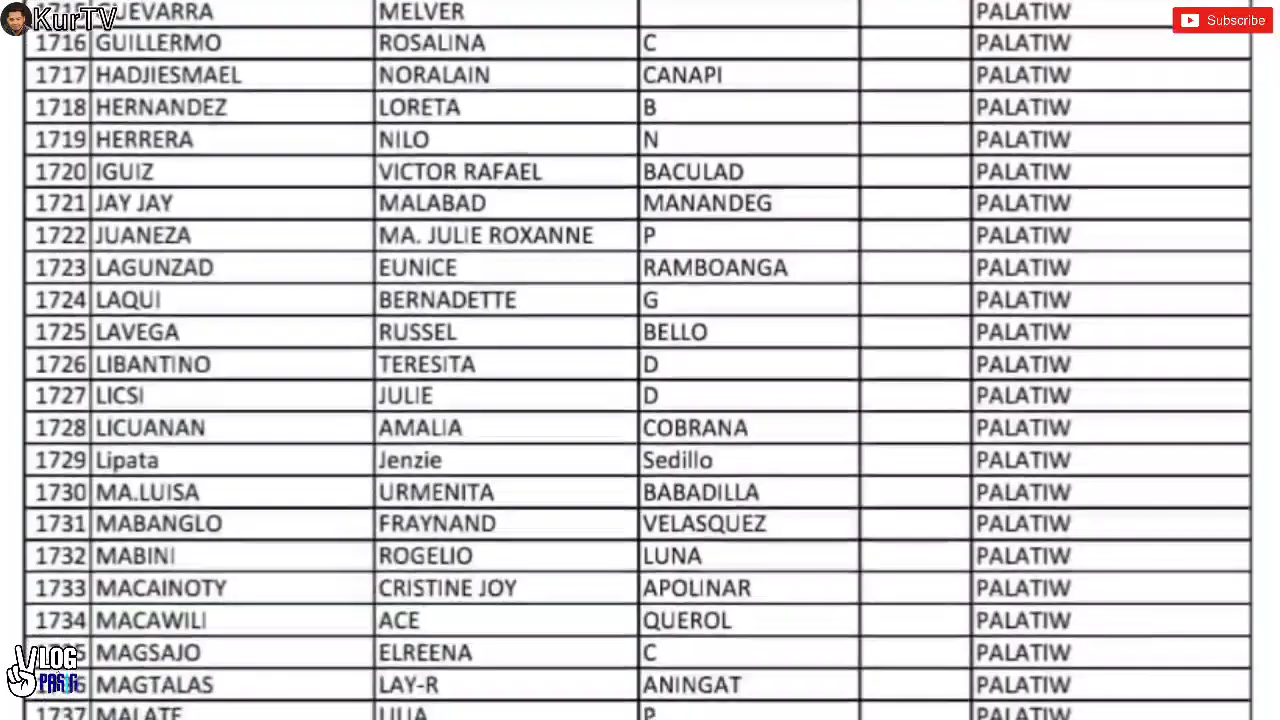 KurTV
Subscribe
GUEVARRA MELVER PALATIW
1716 GUILLERMO ROSALINA C PALATIW
1717 HADJIESMAEL NORALAIN CANAPI PALATIW
1718 HERNANDEZ LORETA B PALATIW
1719 HERRERA NILO N PALATIW
1720 IGUIZ VICTOR RAFAEL BACULAD PALATIW
1721 JAY JAY MALABAD MANANDEG PALATIW
1722 JUANEZA MA. JULIE ROXANNE P PALATIW
1723 LAGUNZAD EUNICE RAMBOANGA PALATIW
1724 LAQUI BERNADETTE G PALATIW
1725 LAVEGA RUSSEL BELLO PALATIW
1726 LIBANTINO TERESITA D PALATIW
1727 LICSI JULIE D PALATIW
1728 LICUANAN AMALIA COBRANA PALATIW
1729 Lipata Jenzie Sedillo PALATIW
1730 MA.LUISA URMENITA BABADILLA PALATIW
1731 MABANGLO FRAYNAND VELASQUEZ PALATIW
1732 MABINI ROGELIO LUNA PALATIW
1733 MACAINOTY CRISTINE JOY APOLINAR PALATIW
1734 MACAWILI ACE QUEROL PALATIW
MAGSAJO ELREENA C PALATIW
MAGTALAS LAY-R ANINGAT PALATIW
1737 MALATE P PALATIW
VLOG
PASIG